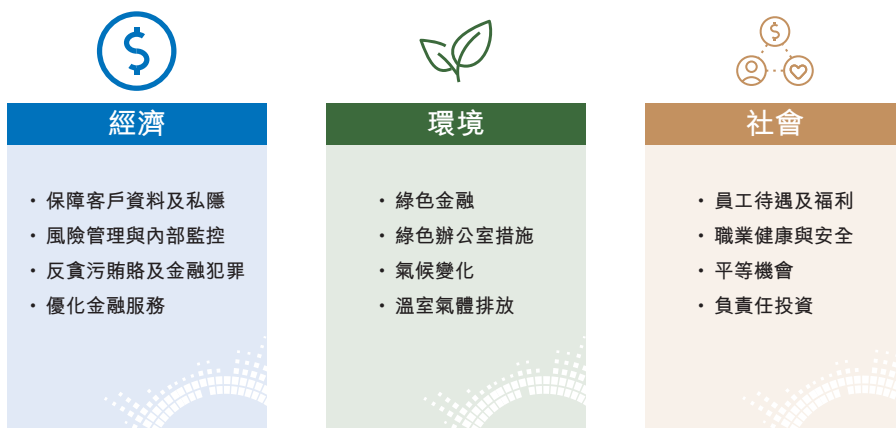 經濟
・保障客戶資料及私隱
・風險管理與內部監控
・反貪污賄賂及金融犯罪
・優化金融服務
環境
・綠色金融
・綠色辦公室措施
・氣候變化
・溫室氣體排放
社會
・員工待遇及福利
・職業健康與安全
・平等機會
・負責任投資